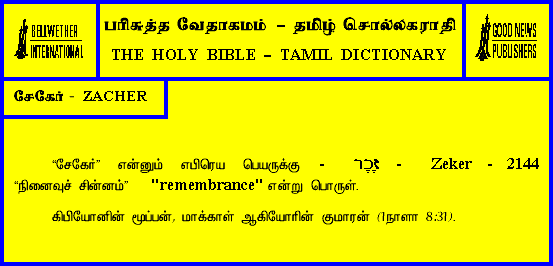 BELLWETHER
INTERNATIONAL
பரிசுத்த வேதாகமம் – தமிழ் சொல்லகராதி
THE HOLY BIBLE – TAMIL DICTIONARY
GOOD NEWS
PUBLISHERS
சேகேர் - ZACHER
“சேகேர்” என்னும் எபிரெய பெயருக்கு - זֶכֶר - Zeker - 2144
“நினைவுச் சின்னம்” "remembrance" என்று பொருள்.
கிபியோனின் மூப்பன், மாக்காள் ஆகியோரின் குமாரன் (1நாளா 8:31).